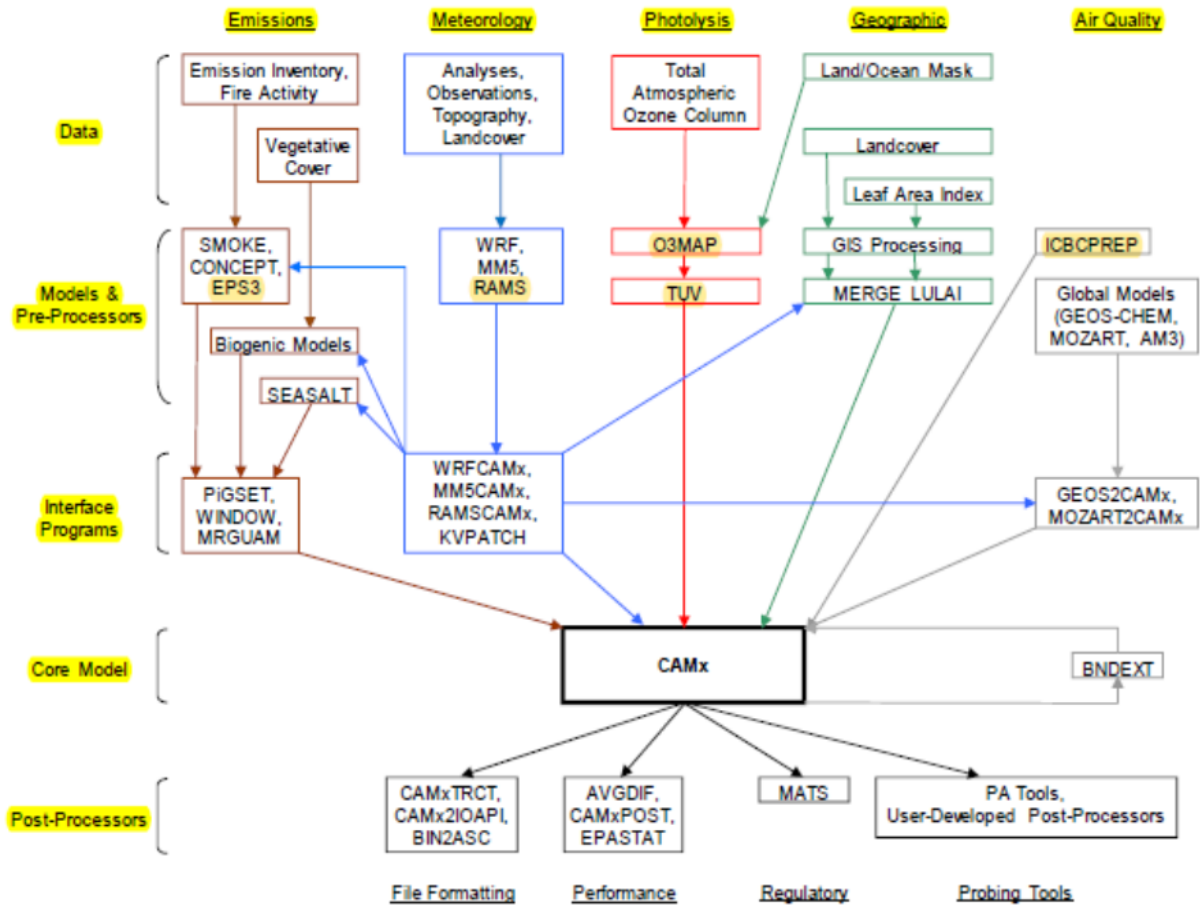 Emissions
Meteorology
Photolysis
Geographic
Air Quality
Data
Emission Inventory,
Fire Activity
Vegetative
Cover
Analyses,
Observations,
Topography,
Landcover
Total
Atmospheric
Ozone Column
Land/Ocean Mask
Landcover
Leaf Area Index
Models &
Pre-Processors
SMOKE,
CONCEPT,
EPS3
Biogenic Models
SEASALT
WRF,
MM5,
RAMS
O3MAP
TUV
GIS Processing
MERGE LULAI
ICBCPREP
Global Models
(GEOS-CHEM,
MOZART, AM3)
Interface
Programs
PiGSET,
WINDOW,
MRGUAM
WRFCAMx,
MM5CAMx,
RAMSCAMx,
KVPATCH
GEOS2CAMx,
MOZART2CAMx
Core Model
CAMx
BNDEXT
Post-Processors
CAMxTRCT,
CAMx2IOAPI,
BIN2ASC
AVGDIF,
CAMxPOST,
EPASTAT
MATS
PA Tools,
User-Developed Post-Processors
File Formatting
Performance
Regulatory
Probing Tools